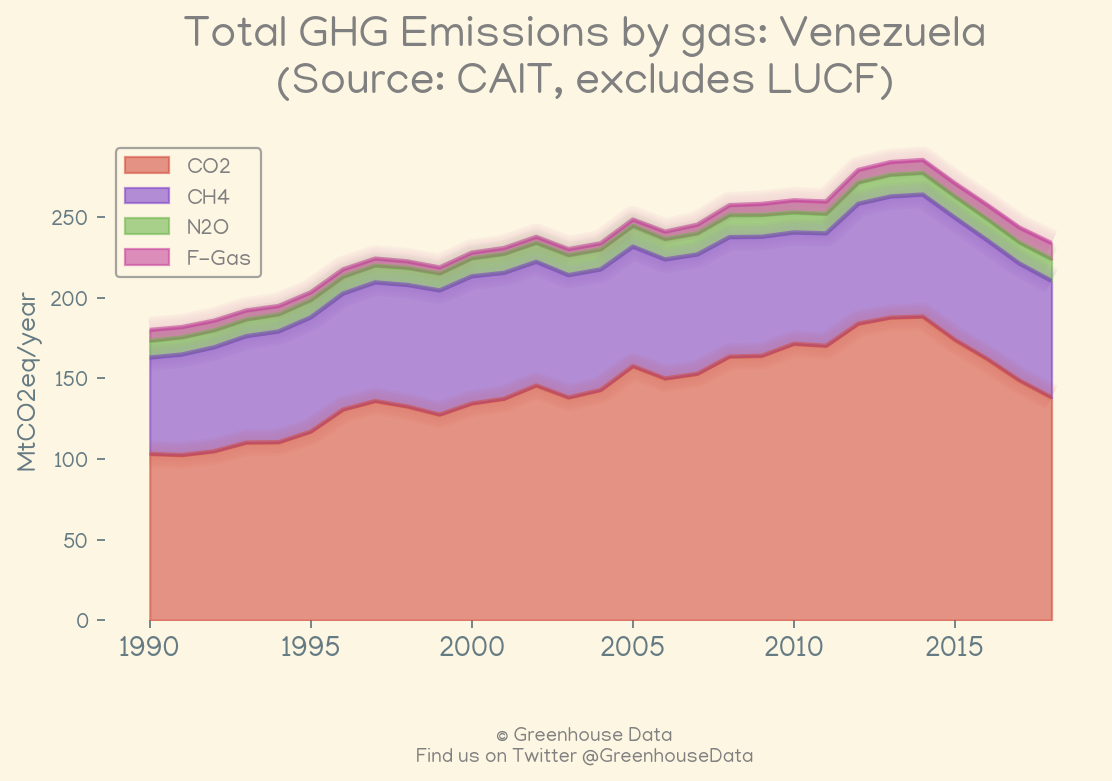 Total GHG Emissions by gas: Venezuela
(Source: CAIT, excludes LUCF)
CO2
CH4
N2O
F-Gas
MtCO2eq/year
250
200
150
100
50
0
1990 1995 2000 2005 2010 2015
© Greenhouse Data
Find us on Twitter @GreenhouseData